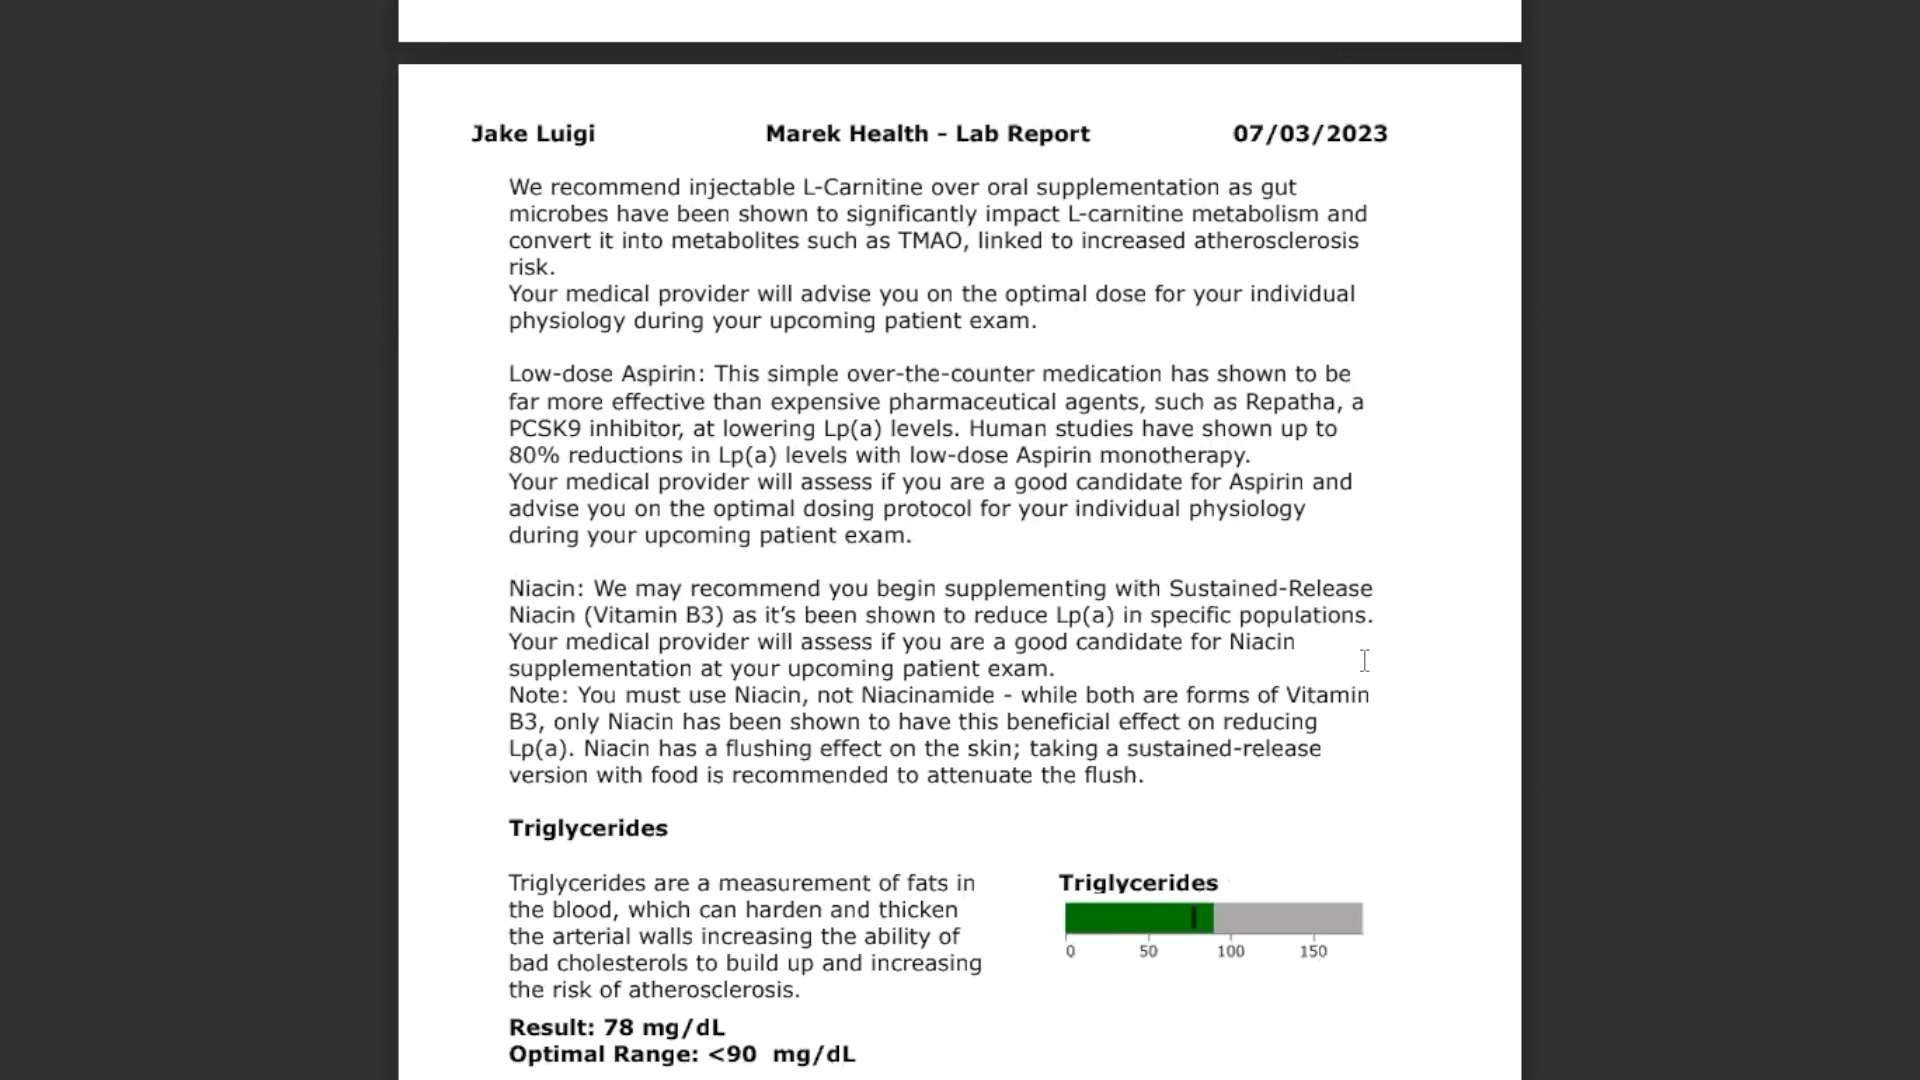 Jake Luigi Marek Health - Lab Report 07/03/2023
We recommend injectable L-Carnitine over oral supplementation as gut
microbes have been shown to significantly impact L-carnitine metabolism and
convert it into metabolites such as TMAO, linked to increased atherosclerosis
risk.
Your medical provider will advise you on the optimal dose for your individual
physiology during your upcoming patient exam.
Low-dose Aspirin: This simple over-the-counter medication has shown to be
far more effective than expensive pharmaceutical agents, such as Repatha, a
PCSK9 inhibitor, at lowering Lp(a) levels. Human studies have shown up to
80% reductions in Lp(a) levels with low-dose Aspirin monotherapy.
Your medical provider will assess if you are a good candidate for Aspirin and
advise you on the optimal dosing protocol for your individual physiology
during your upcoming patient exam.
Niacin: We may recommend you begin supplementing with Sustained-Release
Niacin (Vitamin B3) as it’s been shown to reduce Lp(a) in specific populations.
Your medical provider will assess if you are a good candidate for Niacin
supplementation at your upcoming patient exam.
Note: You must use Niacin, not Niacinamide - while both are forms of Vitamin
B3, only Niacin has been shown to have this beneficial effect on reducing
Lp(a). Niacin has a flushing effect on the skin; taking a sustained-release
version with food is recommended to attenuate the flush.
Triglycerides
Triglycerides are a measurement of fats in
the blood, which can harden and thicken
the arterial walls increasing the ability of
bad cholesterols to build up and increasing
the risk of atherosclerosis.
Result: 78 mg/dL
Optimal Range: <90 mg/dL
Triglycerides
0 50 100 150